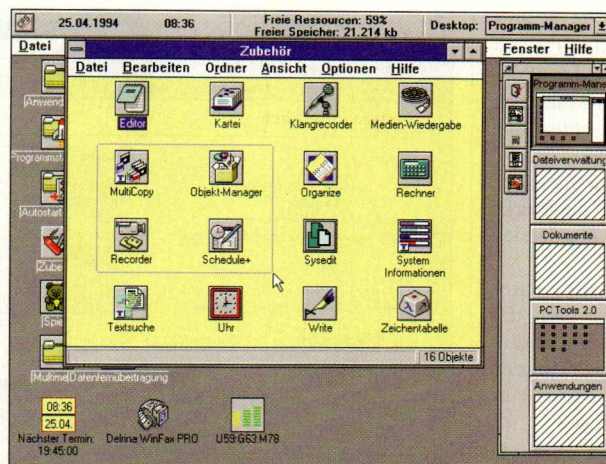 25.04.1994 08:36 Freie Ressourcen: 59% Desktop: Programm-Manager
Freier Speicher: 21.214 kb
Datei Fenster Hilfe
Zubehör
Datei Bearbeiten Ordner Ansicht Optionen Hilfe
Editor Kartei Klangrecorder Medien-Wiedergabe
MultiCopy Objekt-Manager Organize Rechner
Recorder Schedule+ Sysedit System
Informationen
Textsuche Uhr Write Zeichentabelle
16 Objekte
Dateiverwaltung
Dokumente
PC Tools 2.0
Anwendungen
Datenfernübertragung
08:36
25.04.
Nächster Termin:
19:45:00
Delrina WinFax PRO
U59:G63:M78